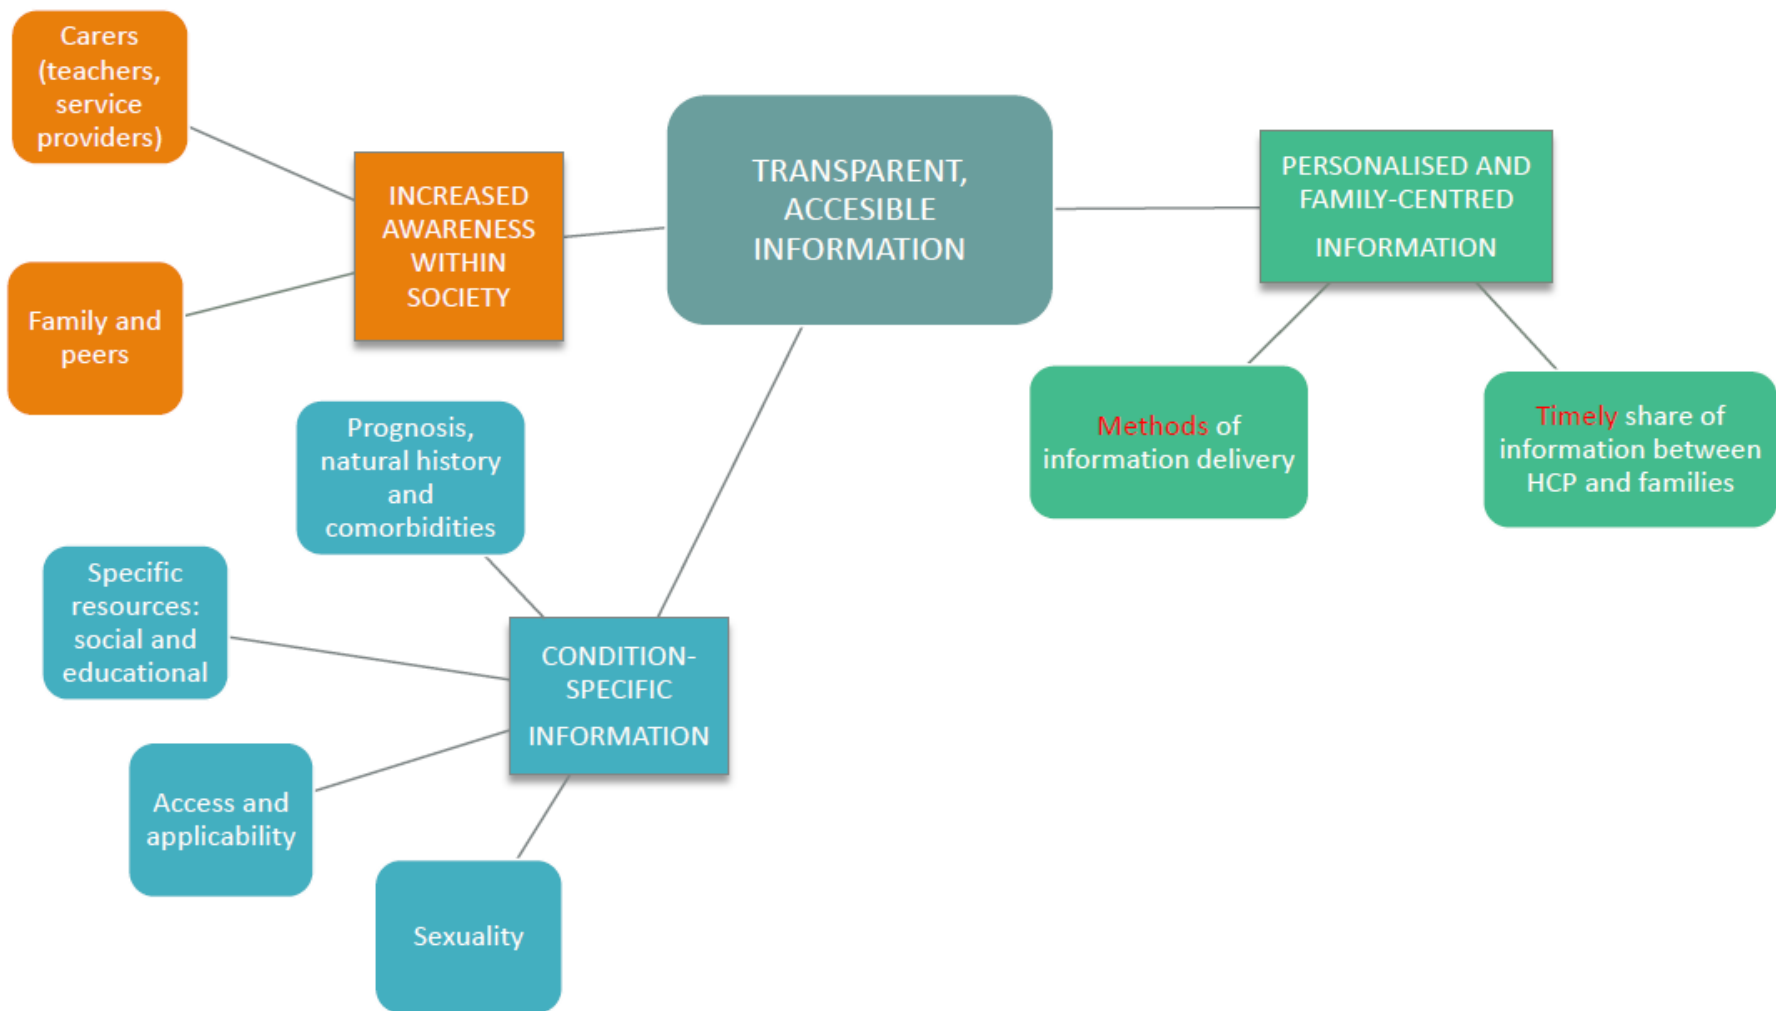 Carers
(teachers,
service
providers)
Family and
peers
INCREASED
AWARENESS
WITHIN
SOCIETY
TRANSPARENT,
ACCESIBLE
INFORMATION
PERSONALISED AND
FAMILY-CENTRED
INFORMATION
Methods of
information delivery
Timely share of
information between
HCP and families
Prognosis,
natural history
and
comorbidities
Specific
resources:
social and
educational
CONDITION-
SPECIFIC
INFORMATION
Access and
applicability
Sexuality